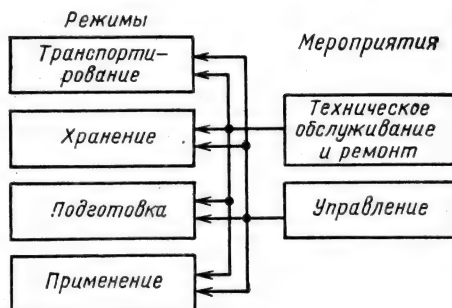 Режимы
Транспорти-
рование
Хранение
Подготовка
Применение
Мероприятия
Техническое
обслуживание
и ремонт
Управление